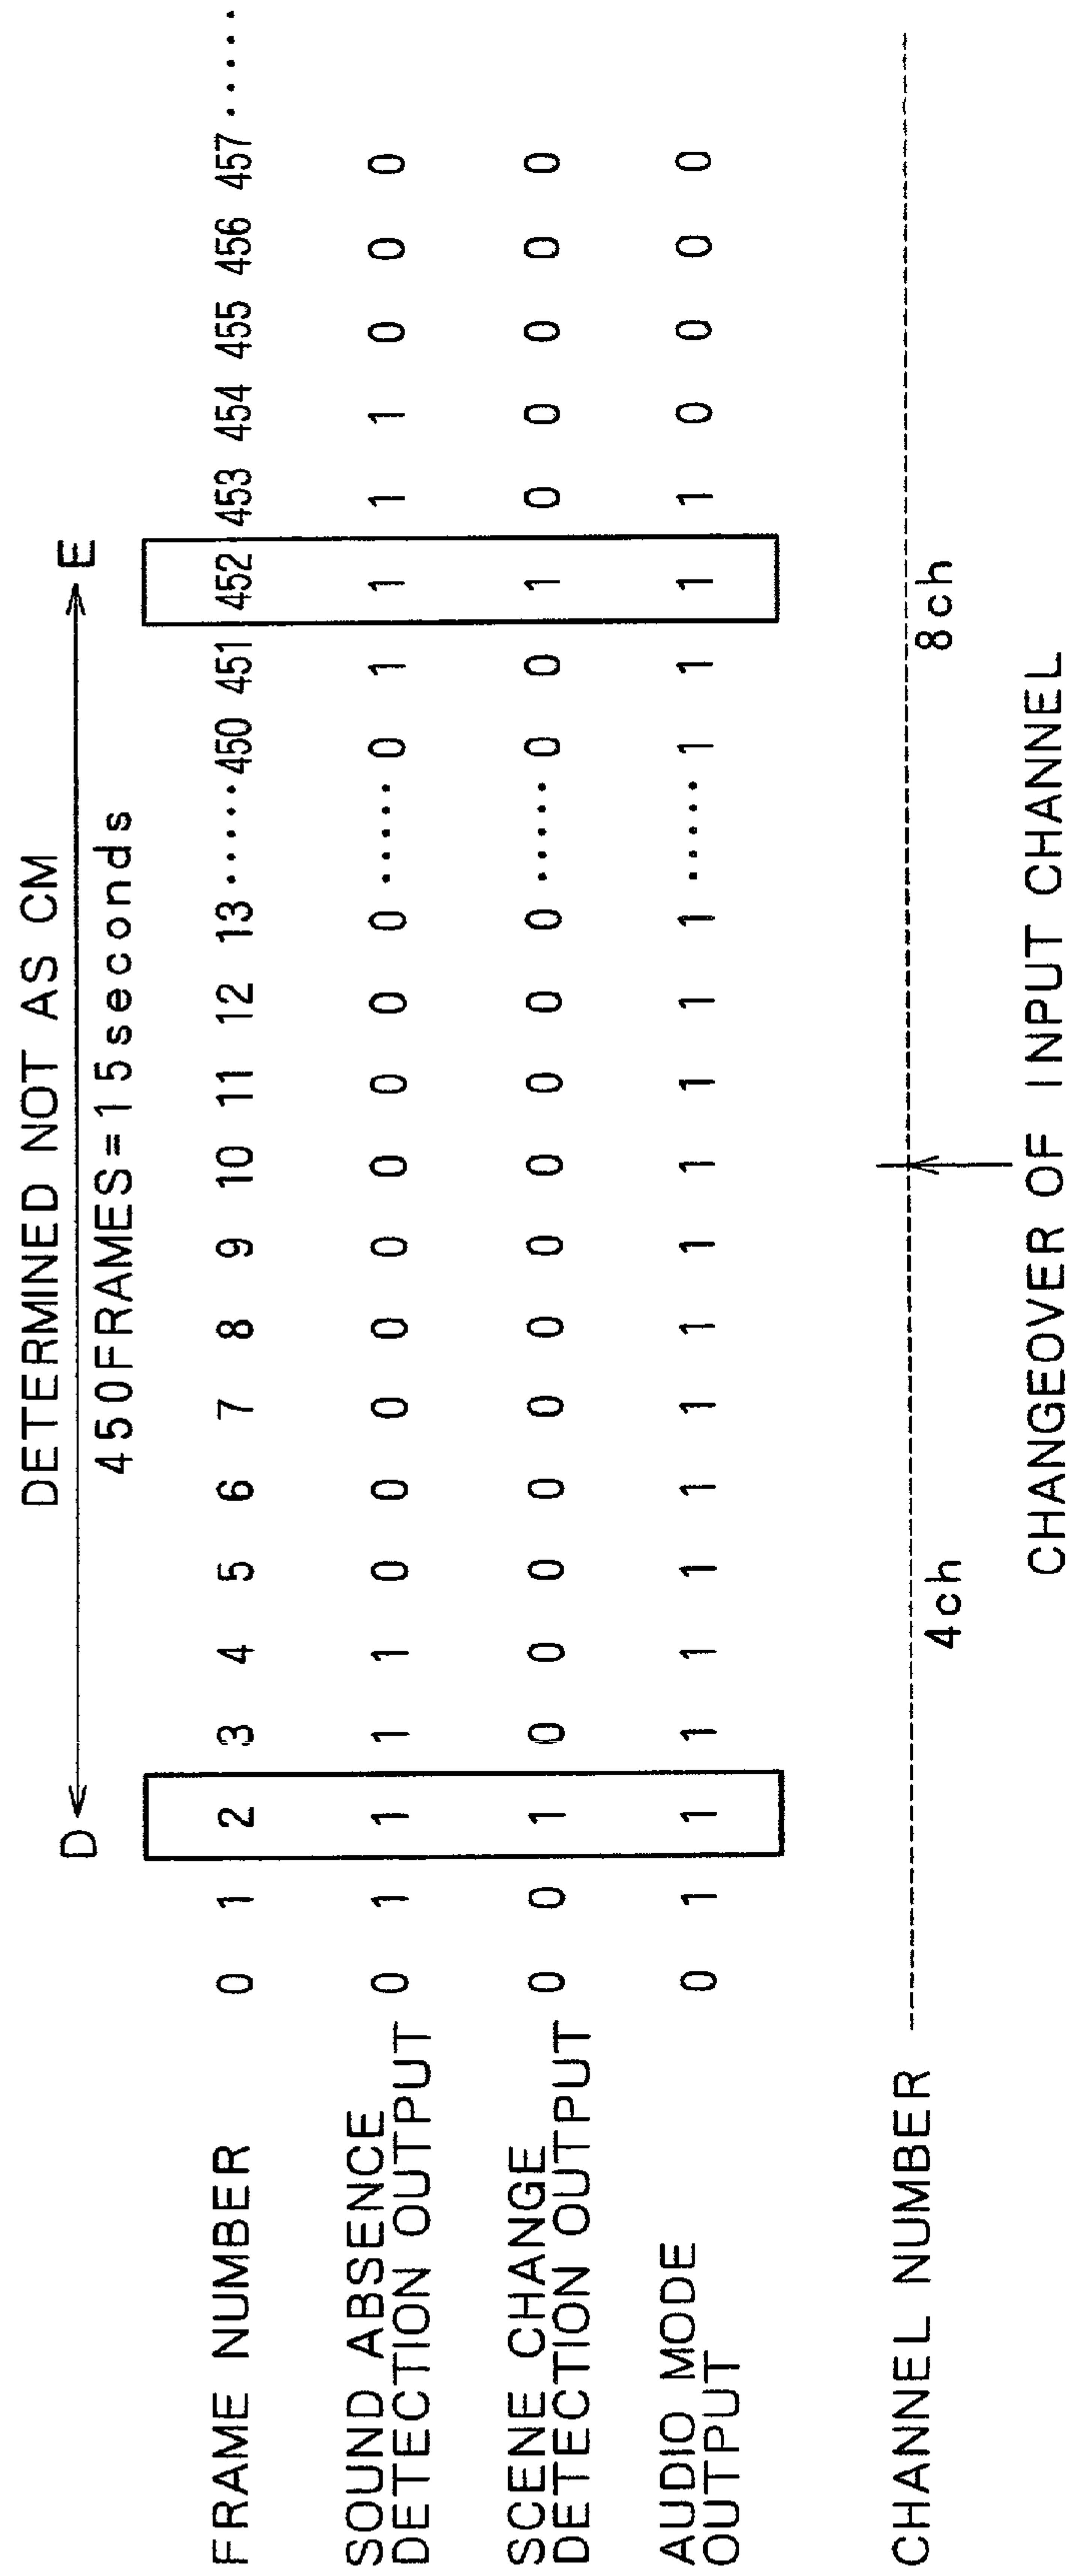 DETERMINED NOT AS CM
D E
450FRAMES=15seconds
FRAME NUMBER 0 1 2 3 4 5 6 7 8 9 10 11 12 13 ······ 450 451 452 453 454 455 456 457 ·····
SOUND ABSENCE
DETECTION OUTPUT 0 1 1 1 1 0 0 0 0 0 0 0 0 0 ····· 0 1 1 1 1 0 0 0
SCENE CHANGE
DETECTION OUTPUT 0 0 1 0 0 0 0 0 0 0 0 0 0 0 ····· 0 0 1 0 0 0 0 0
AUDIO MODE
OUTPUT 0 1 1 1 1 1 1 1 1 1 1 1 1 1 ····· 1 1 1 1 0 0 0 0
CHANNEL NUMBER
4ch 8ch
CHANGEOVER OF INPUT CHANNEL